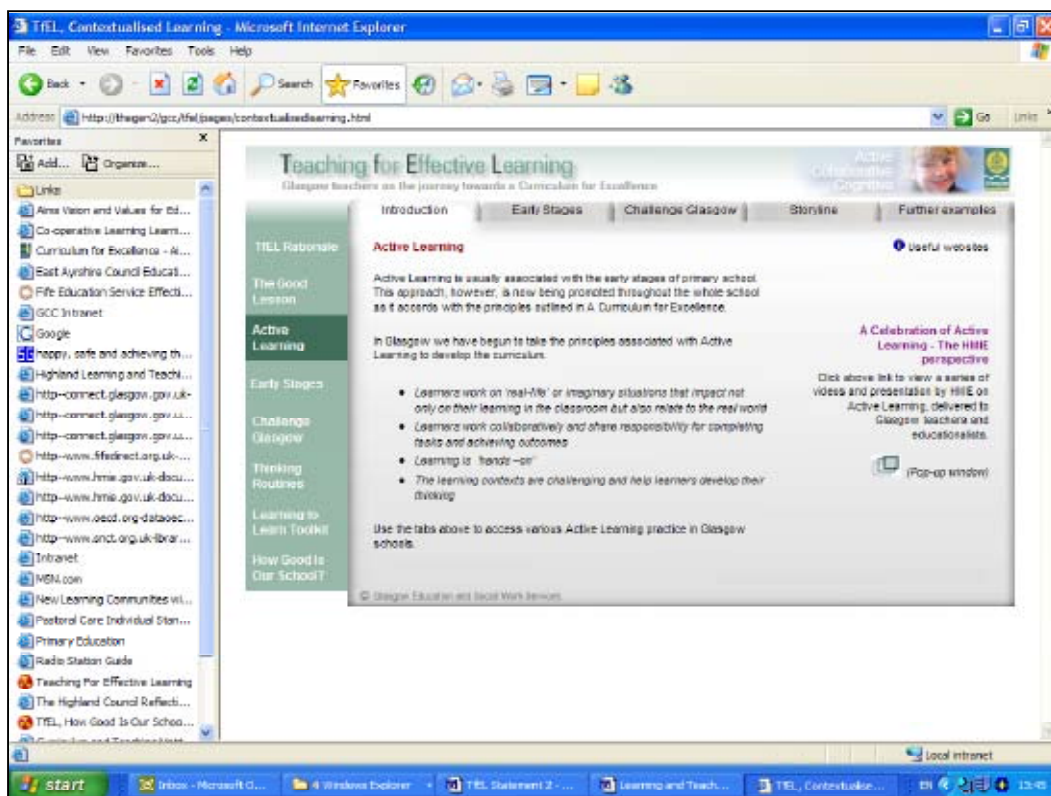 TfEL, Contextualised Learning - Microsoft Internet Explorer
File Edit View Favorites Tools Help
Back Search Favorites
Address http://thegen2/gcc/tfel/pages/contextualisedlearning.html Go Links
Favorites x
Add... Organize...
Links
Aims Vision and Values for Ed...
Co-operative Learning Learni...
Curriculum for Excellence - Ai...
East Ayrshire Council Educati...
Fife Education Service Effecti...
GCC Intranet
Google
happy, safe and achieving th...
Highland Learning and Teachi...
http--connect.glasgow.gov.uk-
http--connect.glasgow.gov.u...
http--connect.glasgow.gov.u...
http--www.fifedirect.org.uk-...
http--www.hmie.gov.uk-docu...
http--www.hmie.gov.uk-docu...
http--www.oecd.org-dataoec...
http--www.snct.org.uk-librar...
Intranet
MSN.com
New Learning Communities wi...
Pastoral Care Individual Stan...
Primary Education
Radio Station Guide
Teaching For Effective Learning
The Highland Council Reflecti...
TfEL, How Good Is Our Schoo...
Teaching for Effective Learning
Glasgow teachers on the journey towards a Curriculum for Excellence
Active
Collaborative
Cognitive
Introduction Early Stages Challenge Glasgow Storyline Further examples
TfEL Rationale
The Good
Lesson
Active
Learning
Early Stages
Challenge
Glasgow
Thinking
Routines
Learning to
Learn Toolkit
How Good Is
Our School?
Active Learning
Active Learning is usually associated with the early stages of primary school.
This approach, however, is now being promoted throughout the whole school
as it accords with the principles outlined in A Curriculum for Excellence.
In Glasgow we have begun to take the principles associated with Active
Learning to develop the curriculum.
• Learners work on 'real-life' or imaginary situations that impact not
only on their learning in the classroom but also relate to the real world
• Learners work collaboratively and share responsibility for completing
tasks and achieving outcomes
• Learning is "hands –on"
• The learning contexts are challenging and help learners develop their
thinking
Use the tabs above to access various Active Learning practice in Glasgow
schools.
© Glasgow Education and Social Work Services
Useful websites
A Celebration of Active
Learning - The HMIE
perspective
Click above link to view a series of
videos and presentation by HMIE on
Active Learning, delivered to
Glasgow teachers and
educationalists.
(Pop-up window)
Local intranet
start Inbox - Microsoft O... 4 Windows Explorer TfEL Statement 2 - ... Learning and Teach... TfEL, Contextualise... EN 15:45